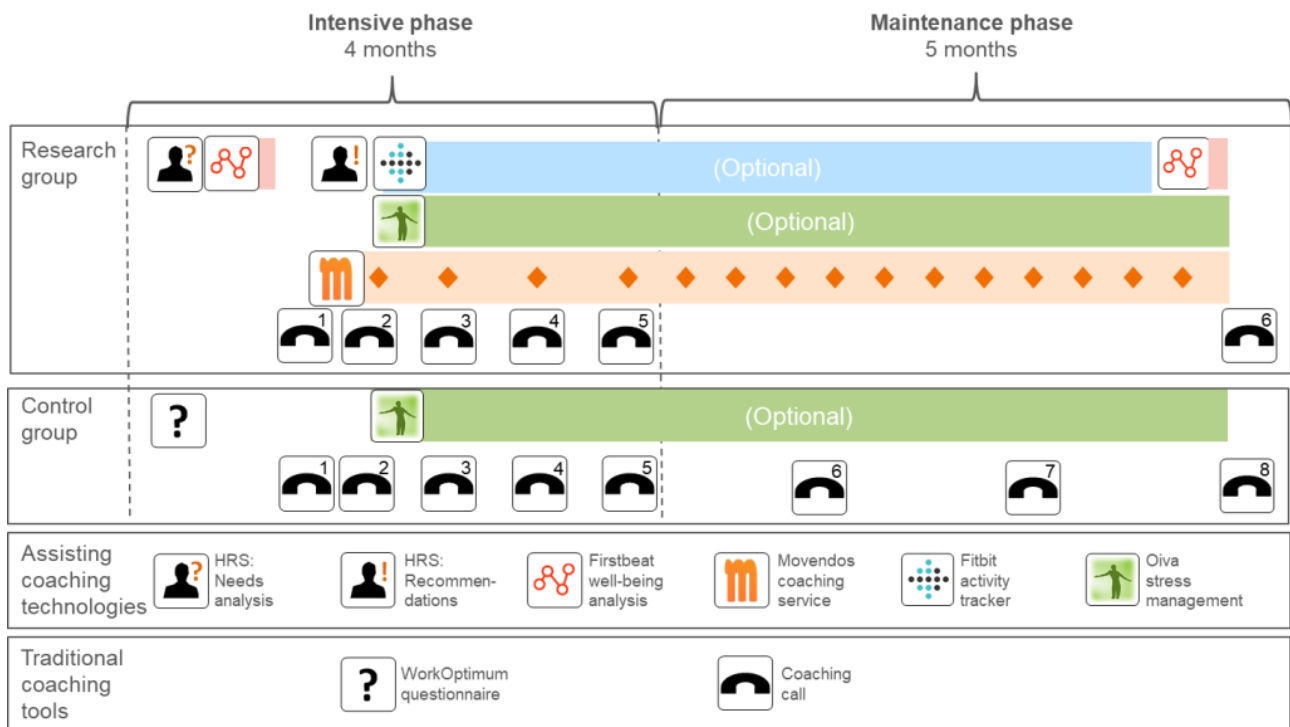 Intensive phase
4 months
Maintenance phase
5 months
Research
group
?
!
(Optional)
(Optional)
m
1
2
3
4
5
6
Control
group
?
(Optional)
1
2
3
4
5
6
7
8
Assisting
coaching
technologies
?
HRS:
Needs
analysis
!
HRS:
Recommen-
dations
Firstbeat
well-being
analysis
m
Movendos
coaching
service
Fitbit
activity
tracker
Oiva
stress
management
Traditional
coaching
tools
?
WorkOptimum
questionnaire
Coaching
call